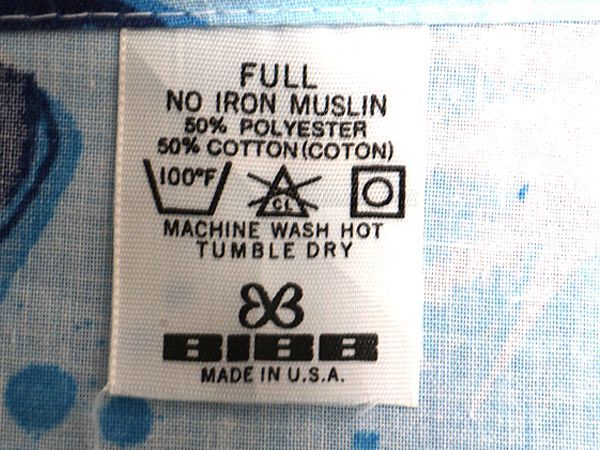 FULL
NO IRON MUSLIN
50% POLYESTER
50% COTTON (COTON)
100°F CL
MACHINE WASH HOT
TUMBLE DRY
BIBB
MADE IN U.S.A.